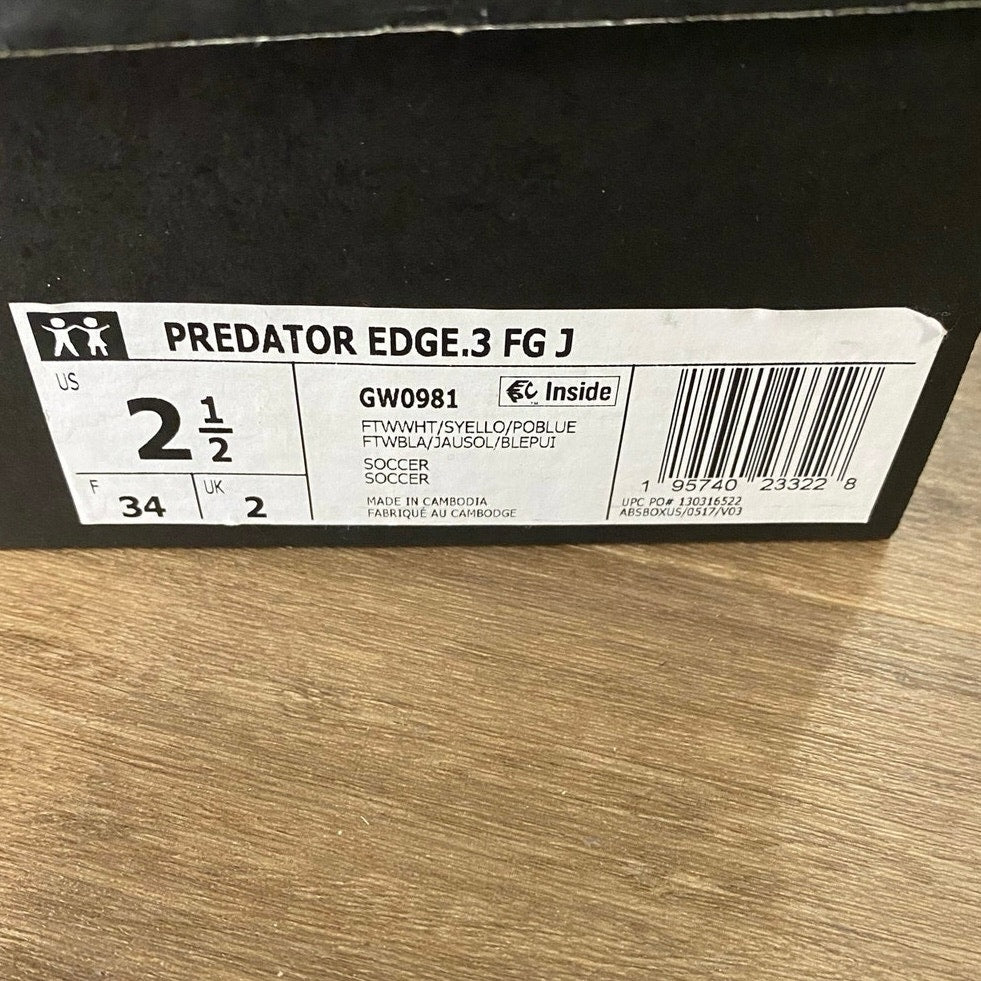 PREDATOR EDGE.3 FG J
US
2 1/2
F
34
UK
2
GW0981
EC Inside
FTWWHT/SYELLO/POBLUE
FTWBLA/JAUSOL/BLEPUI
SOCCER
SOCCER
MADE IN CAMBODIA
FABRIQUÉ AU CAMBODGE
1 95740 23322 8
UPC PO# 130316522
ABSBOXUS/0517/V03